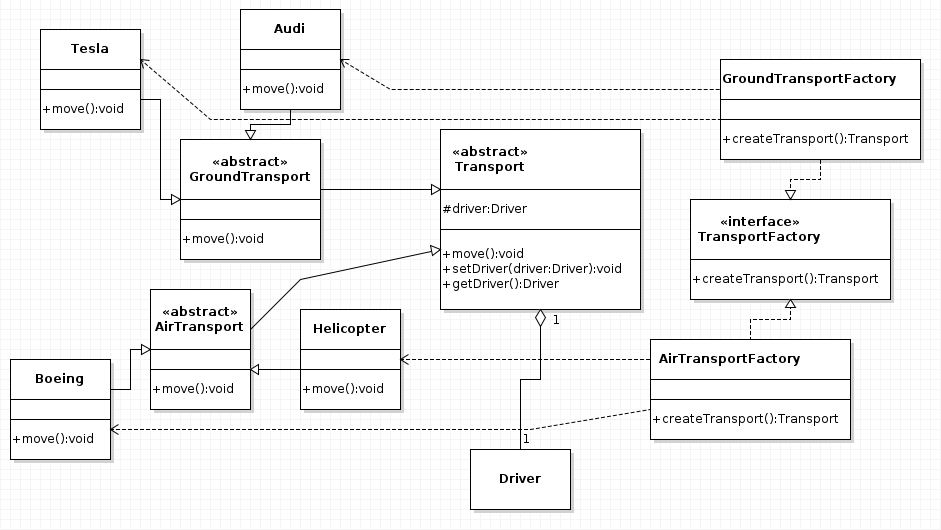 Audi
+move():void
Tesla
+move():void
GroundTransportFactory
+createTransport():Transport
«abstract»
GroundTransport
+move():void
«abstract»
Transport
#driver:Driver
+move():void
+setDriver(driver:Driver):void
+getDriver():Driver
«interface»
TransportFactory
+createTransport():Transport
«abstract»
AirTransport
+move():void
Helicopter
+move():void
1
AirTransportFactory
+createTransport():Transport
Boeing
+move():void
1
Driver